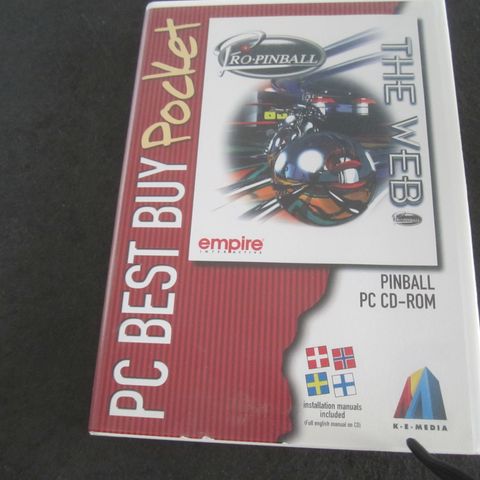 PC BEST BUY Pocket
PRO-PINBALL
THE WEB
empire
INTERACTIVE
PINBALL
PC CD-ROM
installation manuals
included
(Full english manual on CD)
K·E·MEDIA